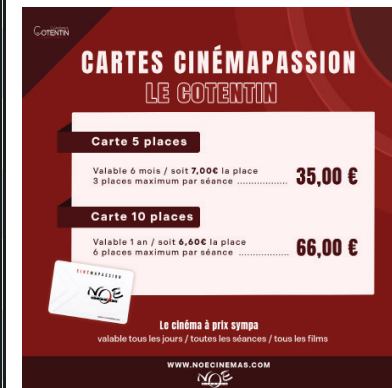 COTENTIN
CARTES CINÉMAPASSION
LE COTENTIN
Carte 5 places
Valable 6 mois / soit 7,00€ la place
3 places maximum par séance ................ 35,00 €
Carte 10 places
Valable 1 an / soit 6,60€ la place
6 places maximum par séance ................ 66,00 €
CINÉMAPASSION
NOE
Le cinéma à prix sympa
valable tous les jours / toutes les séances / tous les films
WWW.NOECINEMAS.COM
NOE